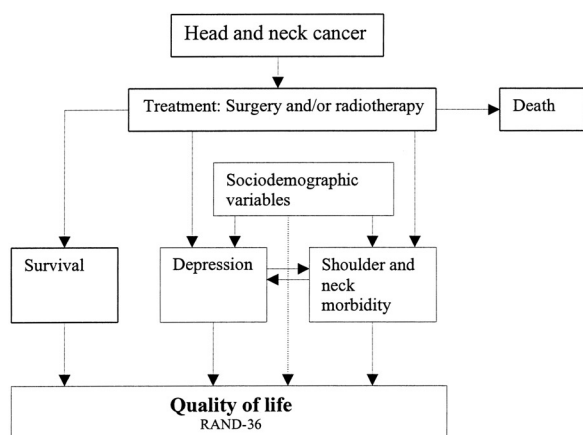 Head and neck cancer
Treatment: Surgery and/or radiotherapy
Death
Sociodemographic
variables
Survival
Depression
Shoulder and
neck
morbidity
Quality of life
RAND-36